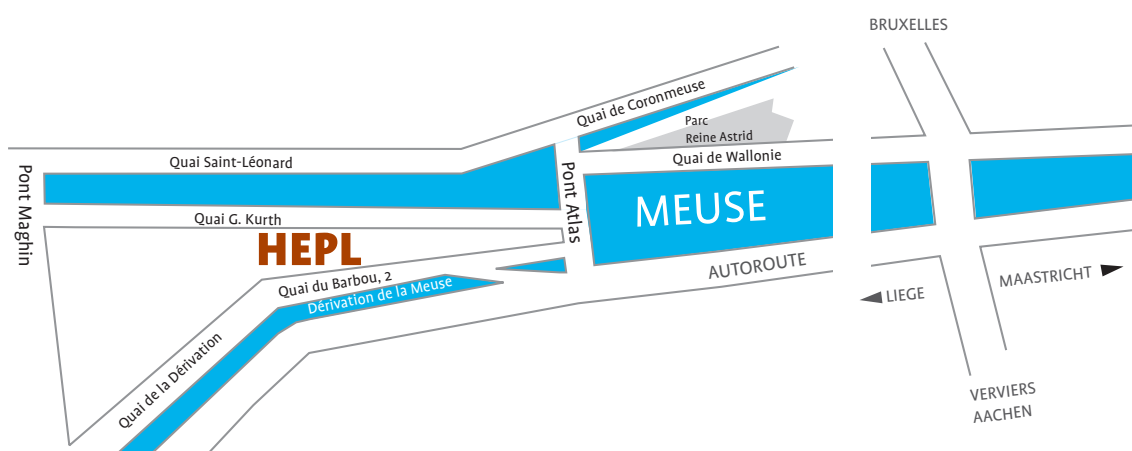 BRUXELLES
Quai de Coronmeuse
Parc
Reine Astrid
Quai Saint-Léonard
Quai de Wallonie
Pont Maghin
Pont Atlas
MEUSE
Quai G. Kurth
HEPL
Quai du Barbou, 2
Dérivation de la Meuse
AUTOROUTE
MAASTRICHT
LIEGE
Quai de la Dérivation
VERVIERS
AACHEN